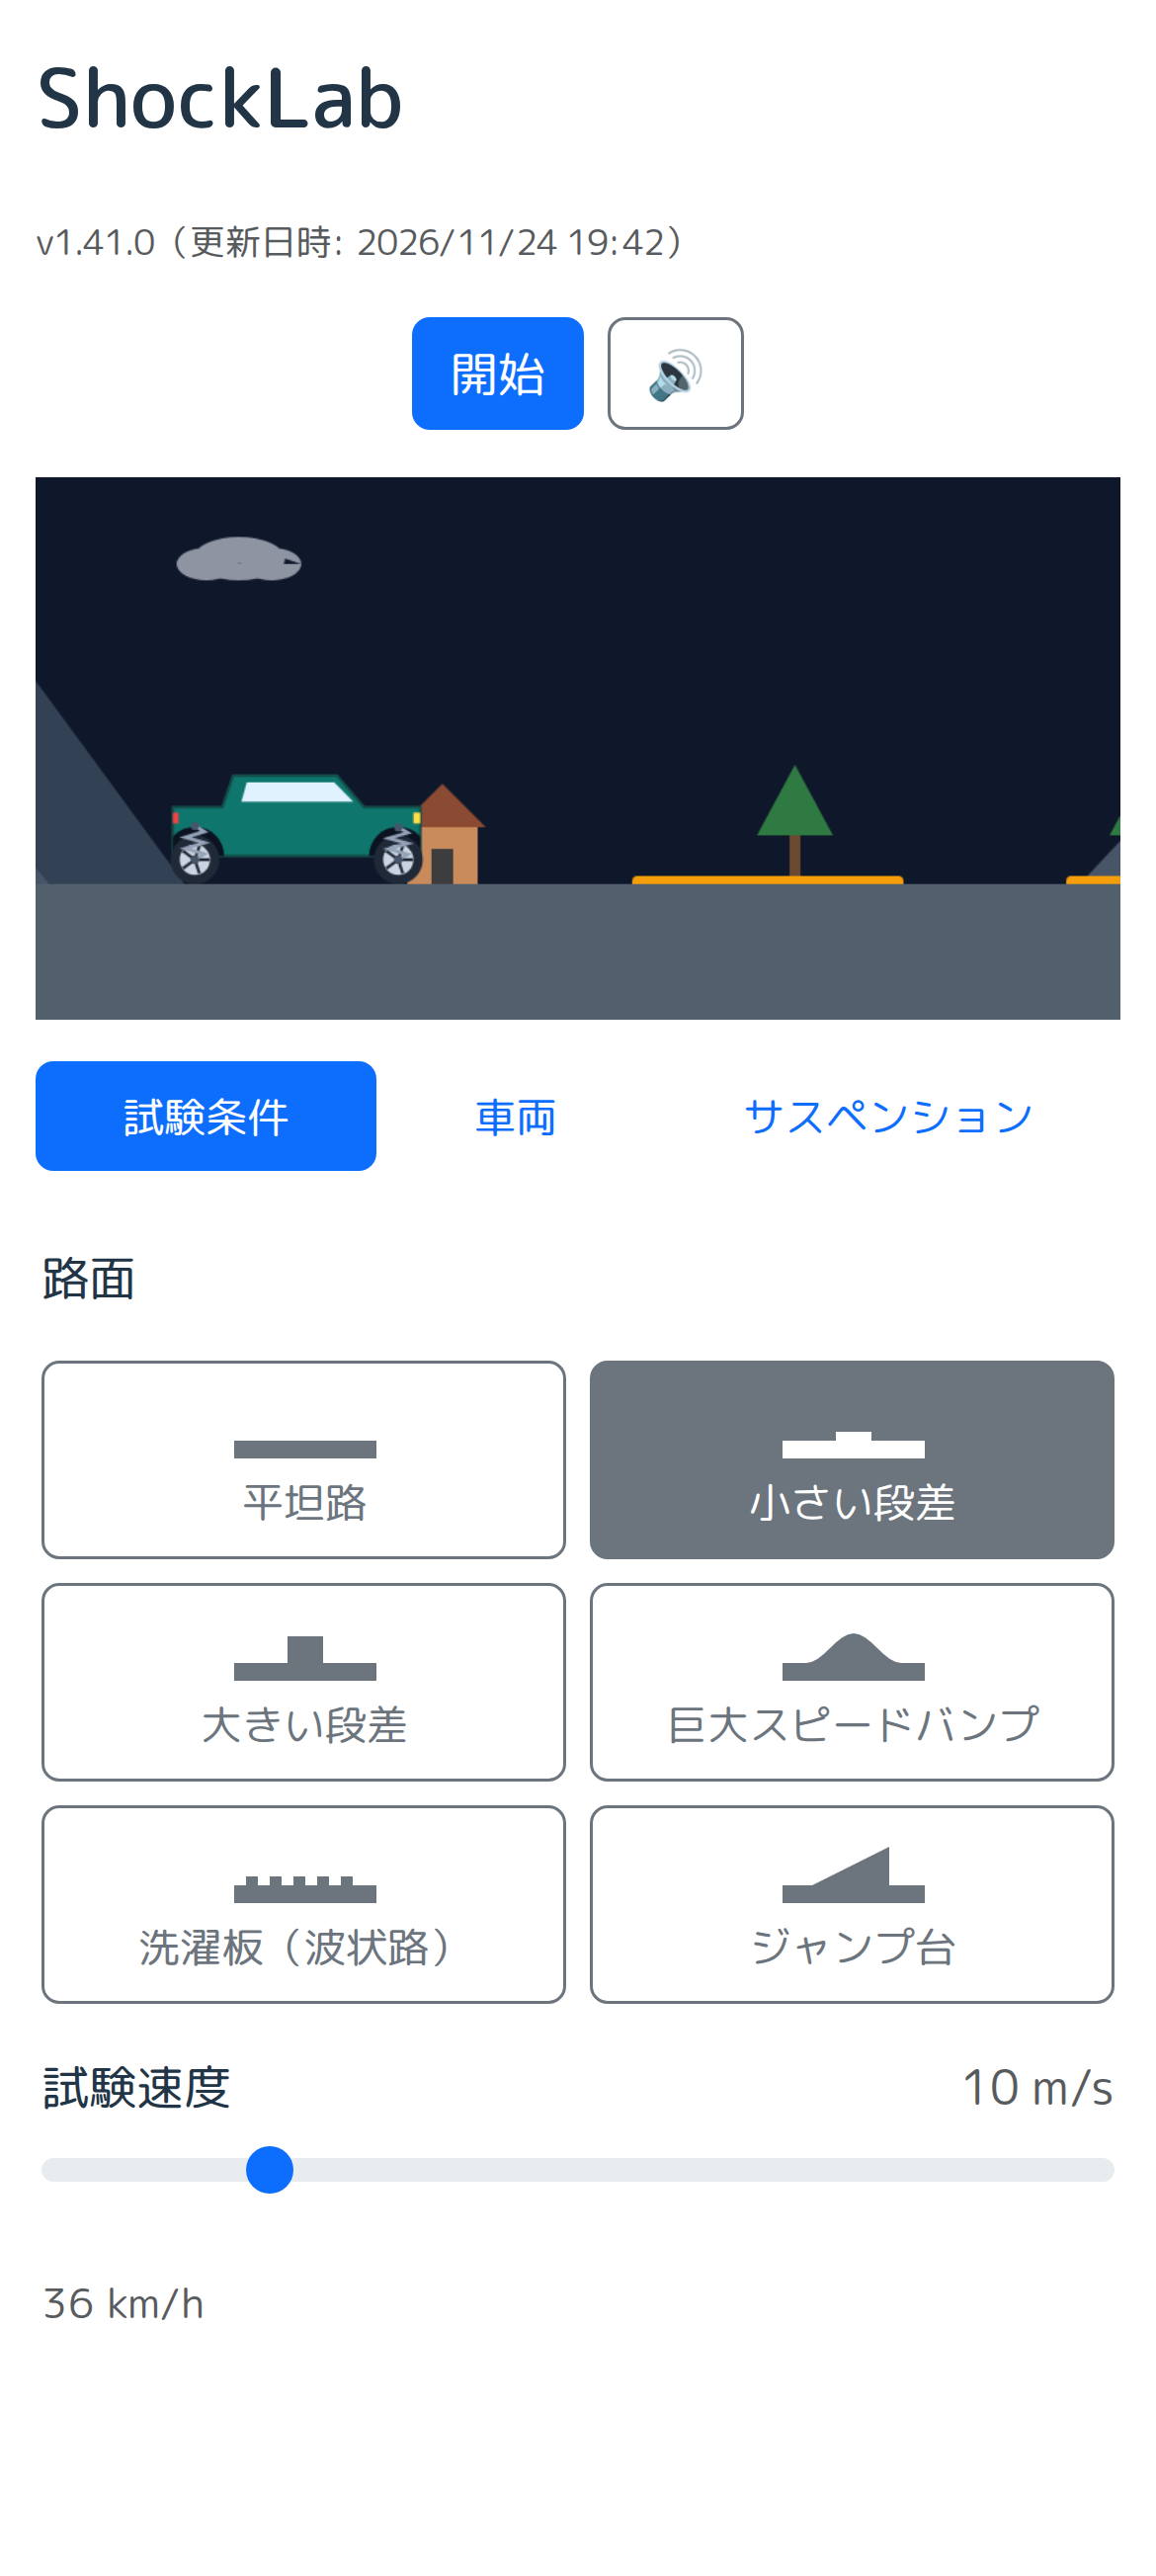 ShockLab
v1.41.0（更新日時: 2026/11/24 19:42）
開始
試験条件 車両 サスペンション
路面
平坦路 小さい段差
大きい段差 巨大スピードバンプ
洗濯板（波状路） ジャンプ台
試験速度 10 m/s
36 km/h